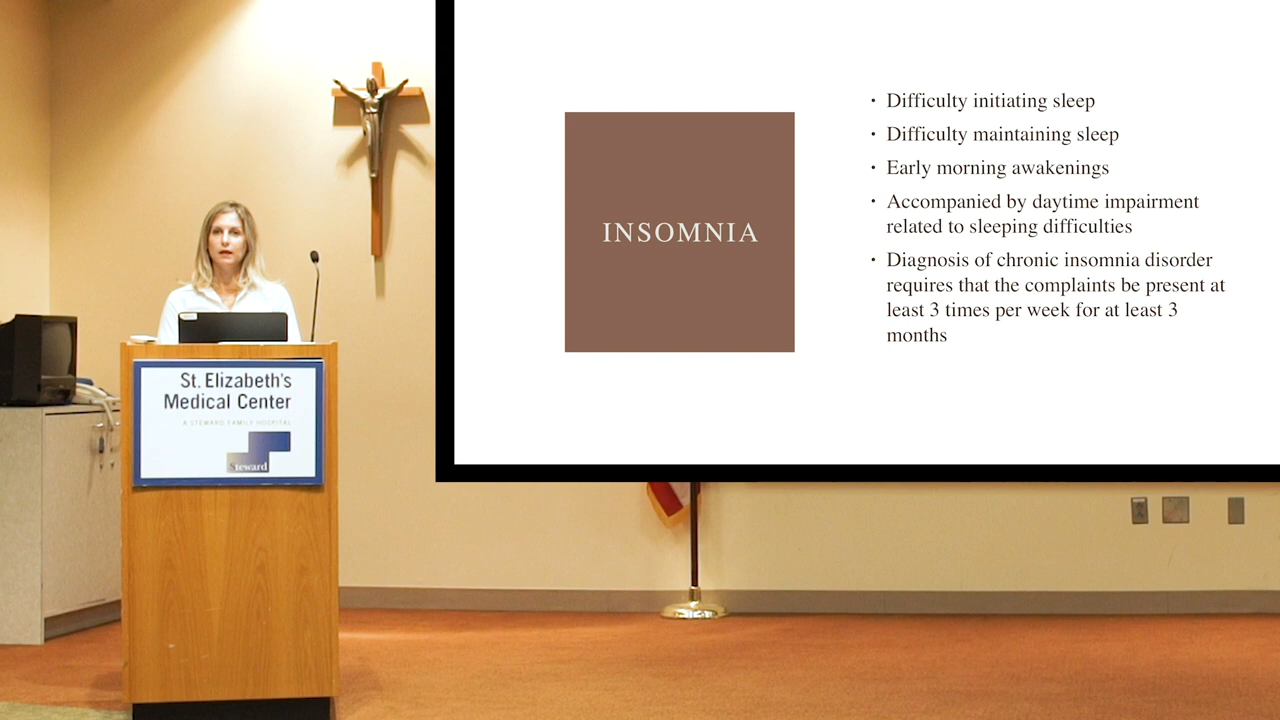 INSOMNIA
· Difficulty initiating sleep
· Difficulty maintaining sleep
· Early morning awakenings
· Accompanied by daytime impairment
related to sleeping difficulties
· Diagnosis of chronic insomnia disorder
requires that the complaints be present at
least 3 times per week for at least 3
months
St. Elizabeth's
Medical Center
A STEWARD FAMILY HOSPITAL
Steward